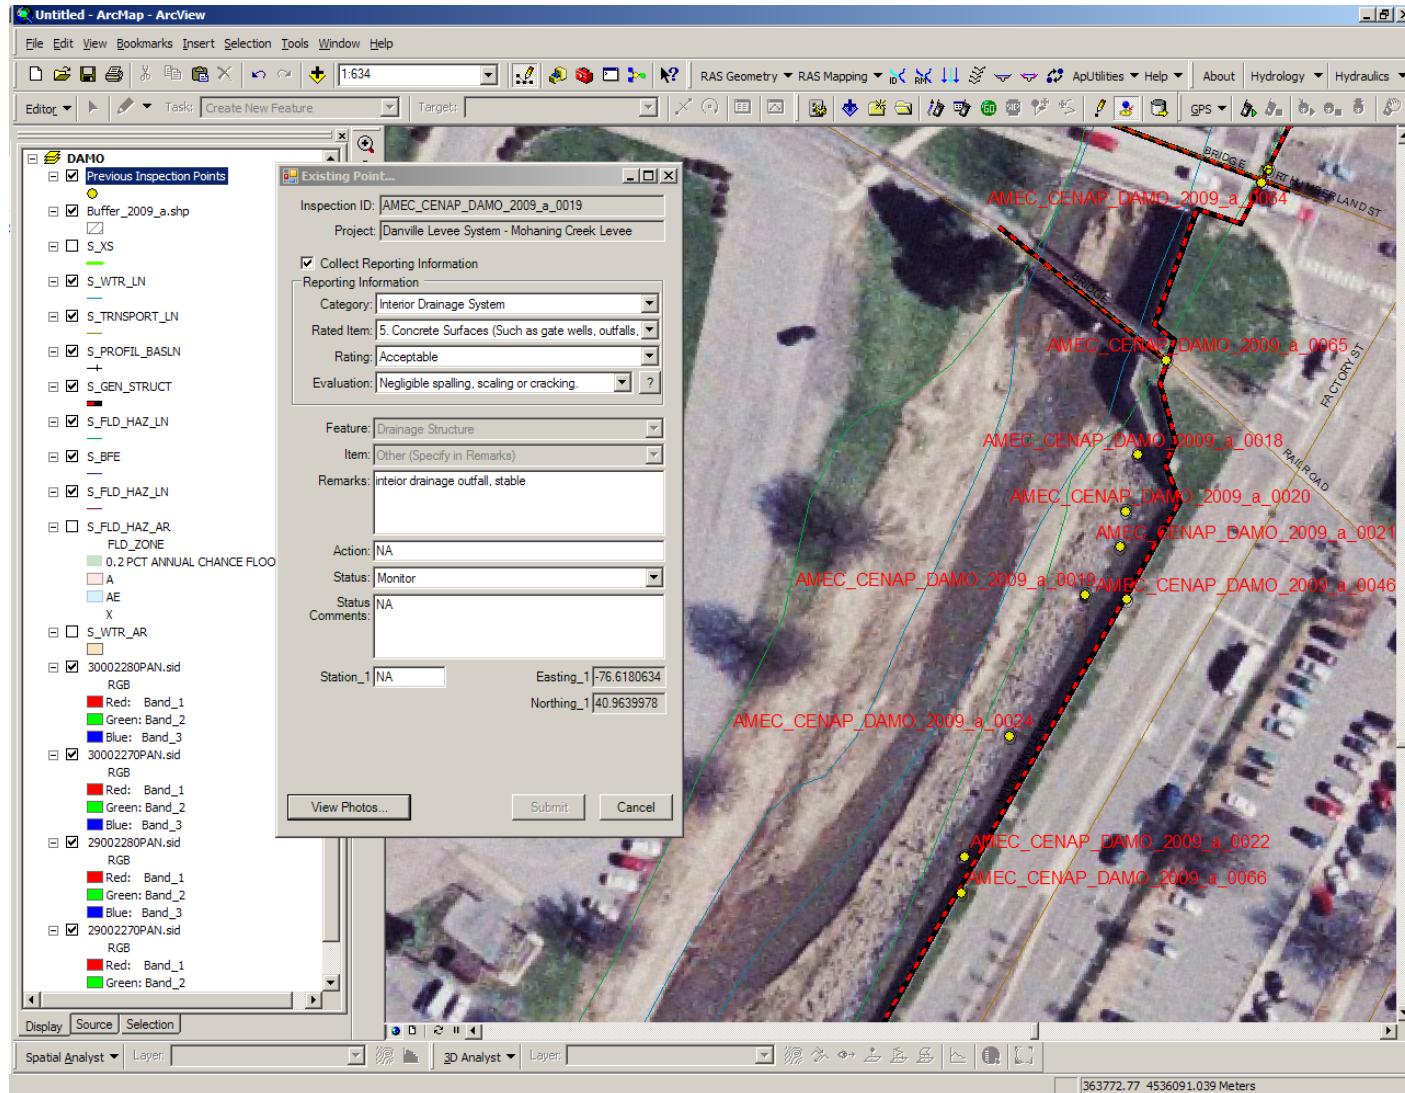 Untitled - ArcMap - ArcView
File Edit View Bookmarks Insert Selection Tools Window Help
1:634
RAS Geometry RAS Mapping ApUtilities Help About Hydrology Hydraulics
Editor Task: Create New Feature Target: GPS
DAMO
Previous Inspection Points
Buffer_2009_a.shp
S_XS
S_WTR_LN
S_TRNSPORT_LN
S_PROFIL_BASLN
S_GEN_STRUCT
S_FLD_HAZ_LN
S_BFE
S_FLD_HAZ_LN
S_FLD_HAZ_AR
FLD_ZONE
0.2 PCT ANNUAL CHANCE FLOO
A
AE
X
S_WTR_AR
30002280PAN.sid
RGB
Red: Band_1
Green: Band_2
Blue: Band_3
30002270PAN.sid
RGB
Red: Band_1
Green: Band_2
Blue: Band_3
29002280PAN.sid
RGB
Red: Band_1
Green: Band_2
Blue: Band_3
29002270PAN.sid
RGB
Red: Band_1
Green: Band_2
Display Source Selection
Existing Point...
Inspection ID: AMEC_CENAP_DAMO_2009_a_0019
Project: Danville Levee System - Mohaning Creek Levee
Collect Reporting Information
Reporting Information
Category: Interior Drainage System
Rated Item: 5. Concrete Surfaces (Such as gate wells, outfalls,
Rating: Acceptable
Evaluation: Negligible spalling, scaling or cracking. ?
Feature: Drainage Structure
Item: Other (Specify in Remarks)
Remarks: inteior drainage outfall, stable
Action: NA
Status: Monitor
Status Comments: NA
Station_1 NA Easting_1 -76.6180634
Northing_1 40.9639978
View Photos... Submit Cancel
BRIDGE
AMEC_CENAP_DAMO_2009_a_0064
BRIDGE
AMEC_CENAP_DAMO_2009_a_0065
FACTORY ST
AMEC_CENAP_DAMO_2009_a_0018
RAILROAD
AMEC_CENAP_DAMO_2009_a_0020
AMEC_CENAP_DAMO_2009_a_0021
AMEC_CENAP_DAMO_2009_a_0019
AMEC_CENAP_DAMO_2009_a_0046
AMEC_CENAP_DAMO_2009_a_0024
AMEC_CENAP_DAMO_2009_a_0022
AMEC_CENAP_DAMO_2009_a_0066
Spatial Analyst Layer: 3D Analyst Layer:
363772.77 4536091.039 Meters